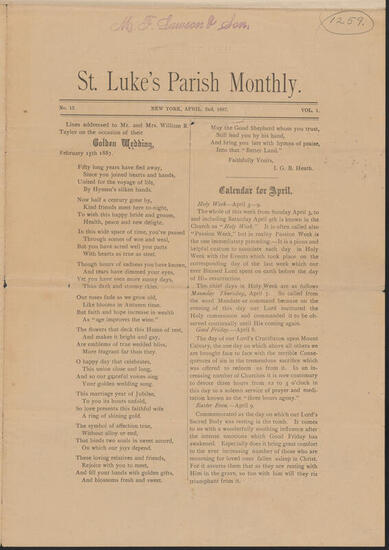 M. F. Lawson & Son.
1259.
St. Luke's Parish Monthly.
No. 12 NEW YORK, APRIL 2nd, 1887. VOL. 1.
Lines addressed to Mr. and Mrs. William B.
Taylor on the occasion of their
Golden Wedding,
February 15th 1887.
Fifty long years have fled away,
Since you joined hearts and hands,
United for the voyage of life,
By Hymen's silken bands.
Now half a century gone by,
Kind friends meet here to-night,
To wish this happy bride and groom,
Health, peace and new delight.
In this wide space of time, you've passed
Through scenes of woe and weal,
But you have acted well your parts
With hearts as true as steel.
Though hours of sadness you have known,
And tears have dimmed your eyes,
Yet you have seen more sunny days,
Than dark and stormy skies.
Our roses fade as we grow old,
Like blooms in Autumn time.
But faith and hope increase in wealth
As "age improves the wine."
The flowers that deck this House of rest,
And makes it bright and gay,
Are emblems of true wedded bliss,
More fragrant far than they.
O happy day that celebrates,
This union close and long,
And so our grateful voices sing
Your golden wedding song.
This marriage year of Jubilee,
To you its hours unfold,
So love presents this faithful wife
A ring of shining gold.
The symbol of affection true,
Without alloy or end,
That binds two souls in sweet accord,
On which our joys depend.
These loving relatives and friends,
Rejoice with you to meet,
And fill your hands with golden gifts,
And blossoms fresh and sweet.
May the Good Shepherd whom you trust,
Still lead you by his hand,
And bring you late with hymns of praise,
Into that "Better Land."
Faithfully Yours,
I. G. B. Heath.
Calendar for April.
Holy Week—April 3–9.
The whole of this week from Sunday April 3, to
and including Saturday April 9th is known in the
Church as "Holy Week." It is often called also
"Passion Week," but in reality Passion Week is
the one immediately preceding.—It is a pious and
helpful custom to associate each day in Holy
Week with the Events which took place on the
corresponding day of the last week which our
ever Blessed Lord spent on earth before the day
of His resurrection.
The chief days in Holy Week are as follows
Maunday Thursday, April 7. So called from
the word Mandate or command because on the
evening of this day our Lord instituted the
Holy communion and commanded it to be ob-
served continually until His coming again.
Good Friday—April 8.
The day of our Lord's Crucifixion upon Mount
Calvary, the one day on which above all others we
are brought face to face with the terrible Conse-
quences of sin in the tremendous sacrifice which
was offered to redeem us from it. In an in-
creasing number of Churches it is now customary
to devote three hours from 12 to 3 o'clock in
this day to a solemn service of prayer and medi-
tation known as the "three hours agony."
Easter Even—April 9.
Commemorated as the day on which our Lord's
Sacred Body was resting in the tomb. It comes
to us with a wonderfully soothing influence after
the intense emotions which Good Friday has
awakened. Especially does it bring great comfort
to the ever increasing number of those who are
mourning for loved ones fallen asleep in Christ.
For it assures them that as they are resting with
Him in the grave, so too with him will they rise
triumphant from it.